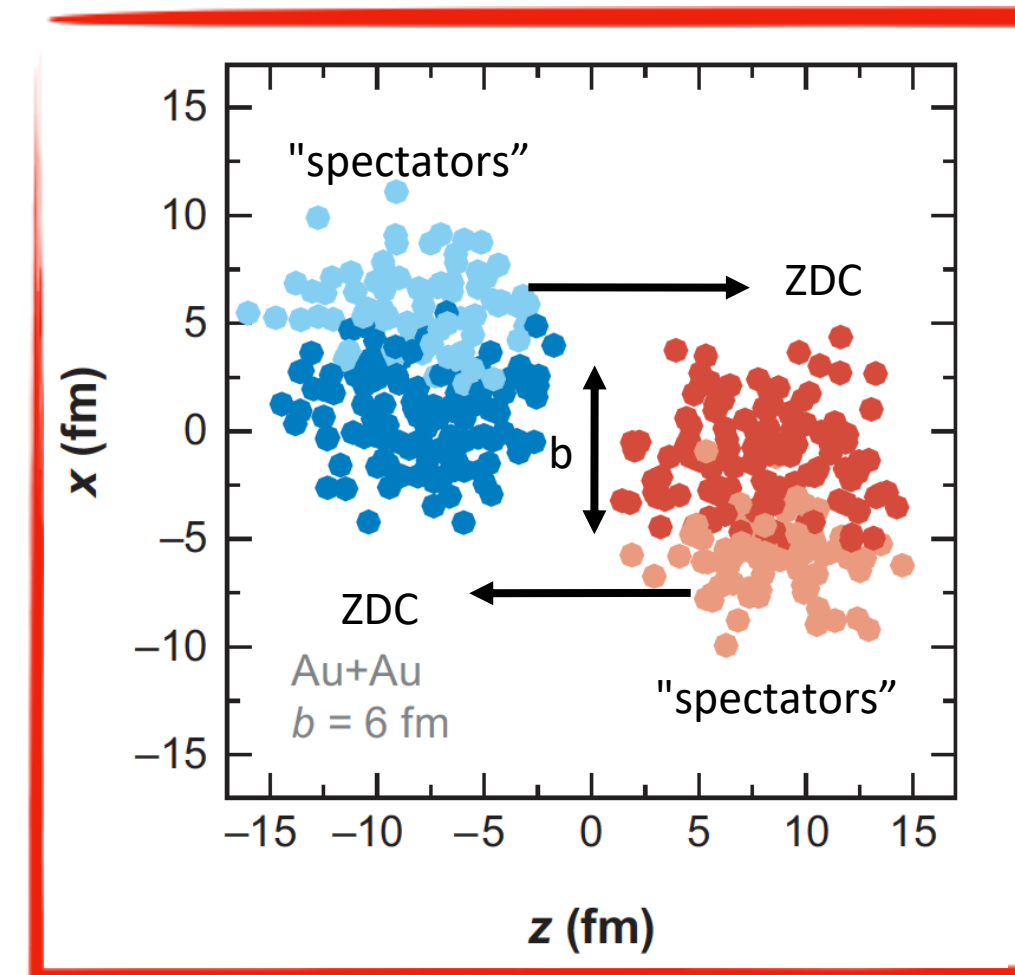 15
"spectators”
10
ZDC
5
x (fm)
0
b
–5
ZDC
–10
Au+Au
"spectators”
b = 6 fm
–15
–15 –10 –5 0 5 10 15
z (fm)